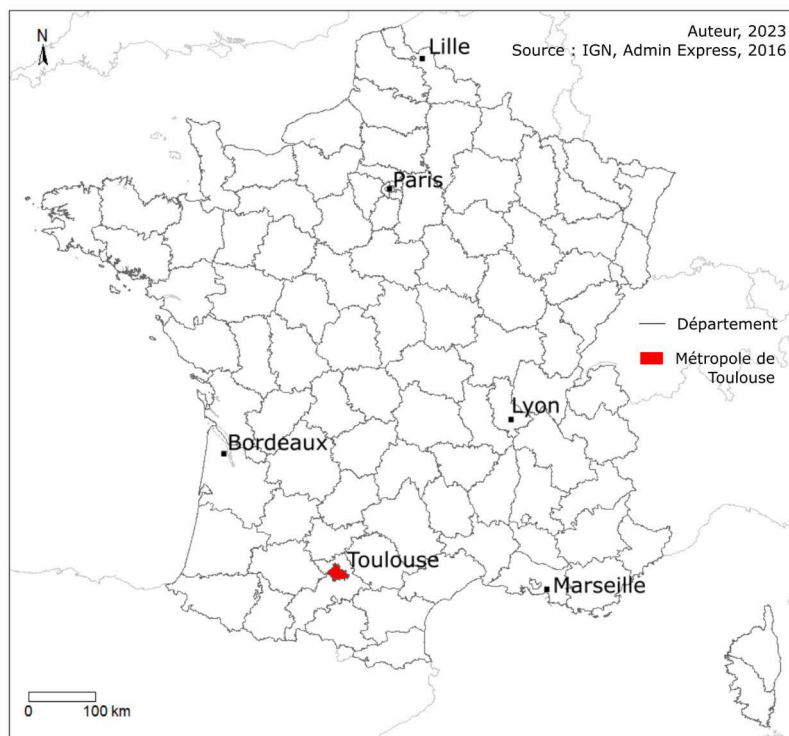 N
Auteur, 2023
Source : IGN, Admin Express, 2016
Lille
Paris
Département
Métropole de
Toulouse
Lyon
Bordeaux
Toulouse
Marseille
0 100 km